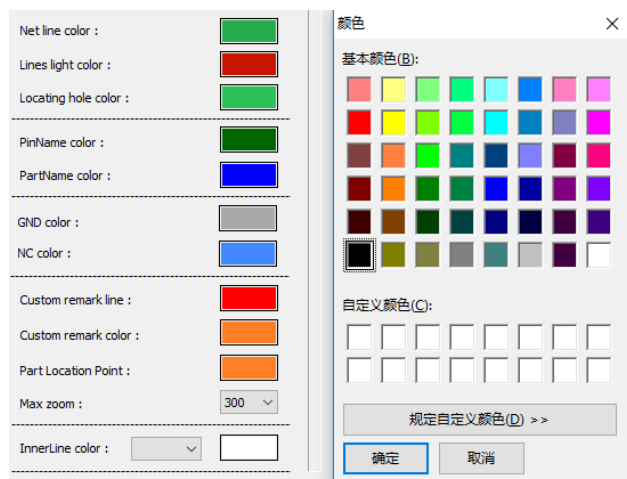 Net line color :
Lines light color :
Locating hole color :
PinName color :
PartName color :
GND color :
NC color :
Custom remark line :
Custom remark color :
Part Location Point :
Max zoom :
300
InnerLine color :
颜色
基本颜色(B):
自定义颜色(C):
规定自定义颜色(D) >>
确定
取消